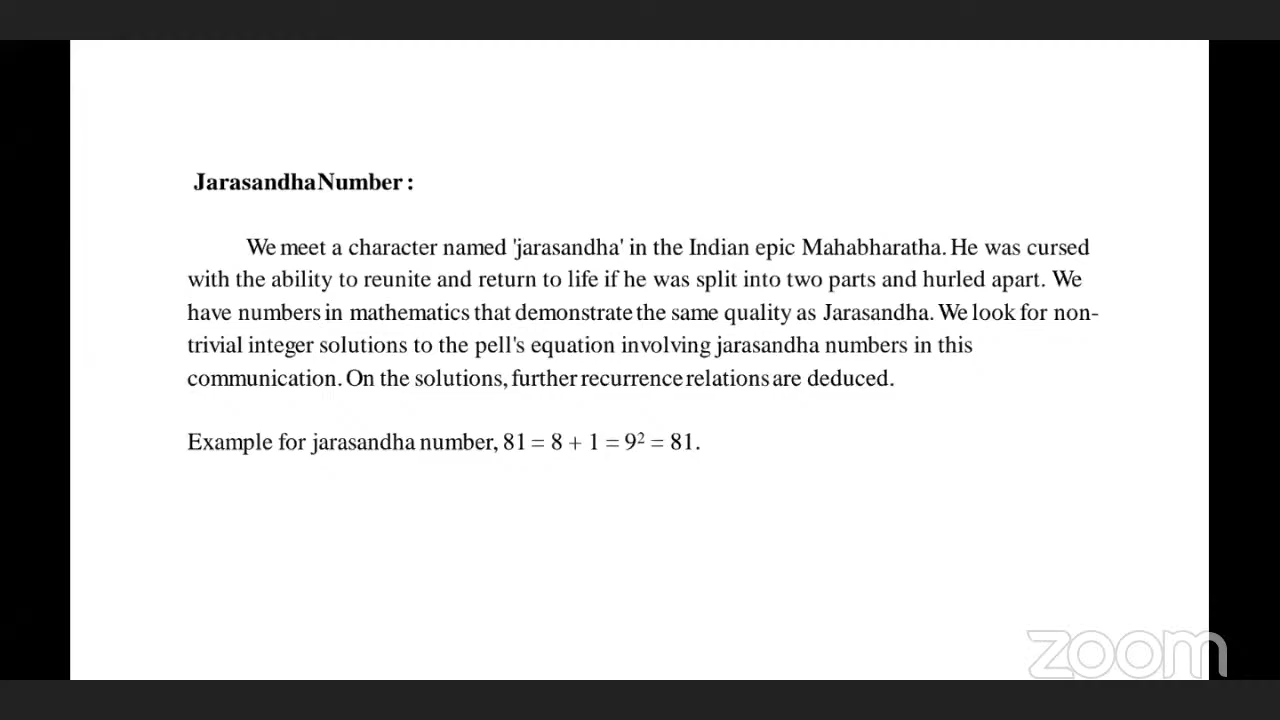 Jarasandha Number :
We meet a character named 'jarasandha' in the Indian epic Mahabharatha. He was cursed
with the ability to reunite and return to life if he was split into two parts and hurled apart. We
have numbers in mathematics that demonstrate the same quality as Jarasandha. We look for non-
trivial integer solutions to the pell's equation involving jarasandha numbers in this
communication. On the solutions, further recurrence relations are deduced.
Example for jarasandha number, 81 = 8 + 1 = 9² = 81.
zoom